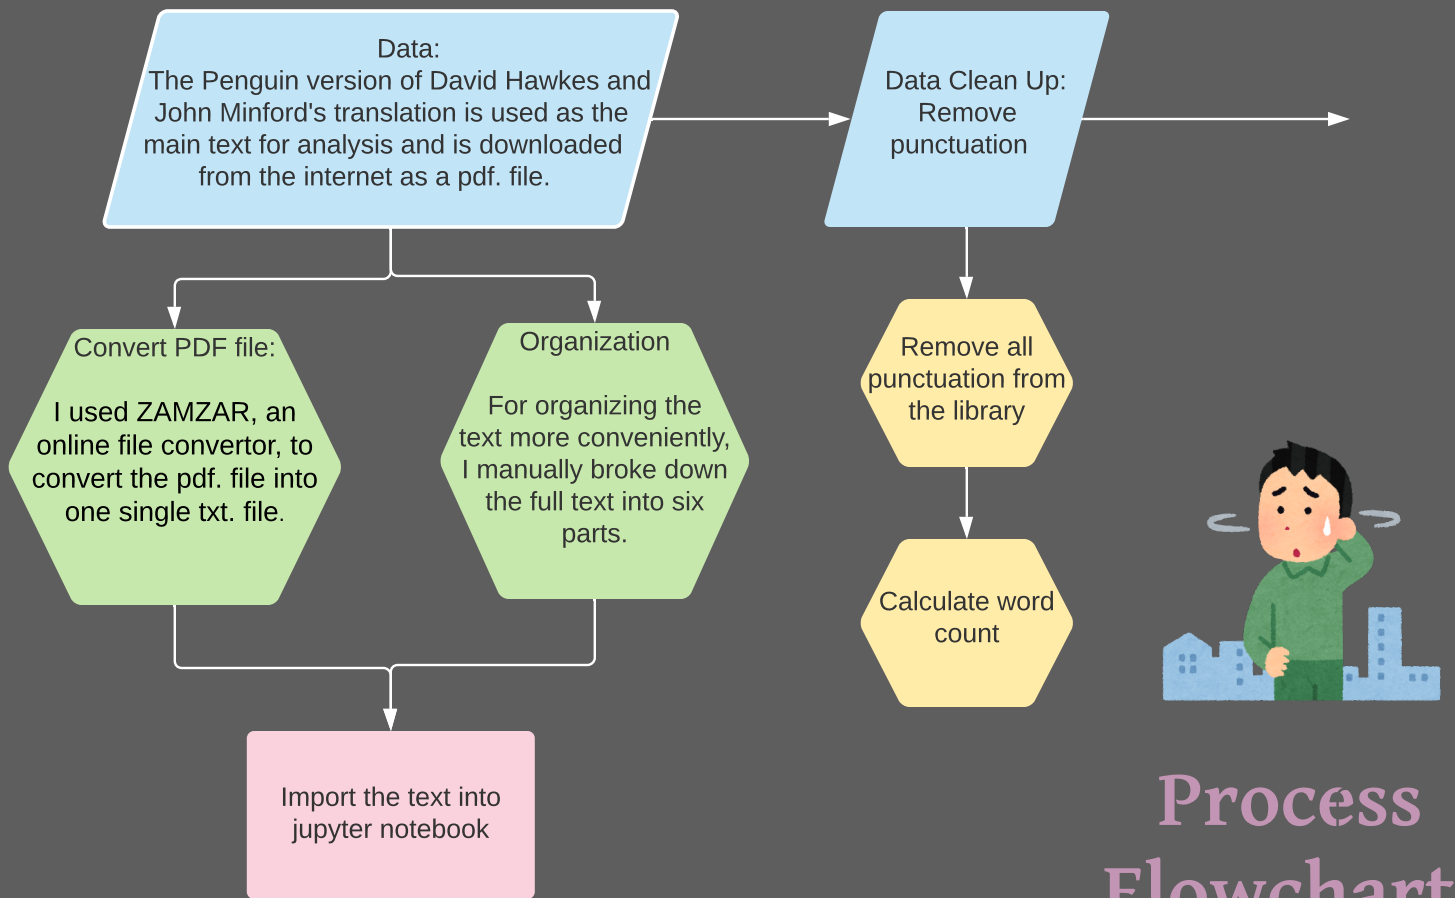 Data:
The Penguin version of David Hawkes and
John Minford's translation is used as the
main text for analysis and is downloaded
from the internet as a pdf. file.
Data Clean Up:
Remove
punctuation
Convert PDF file:
I used ZAMZAR, an
online file convertor, to
convert the pdf. file into
one single txt. file.
Organization
For organizing the
text more conveniently,
I manually broke down
the full text into six
parts.
Remove all
punctuation from
the library
Calculate word
count
Import the text into
jupyter notebook
Process
Flowchart